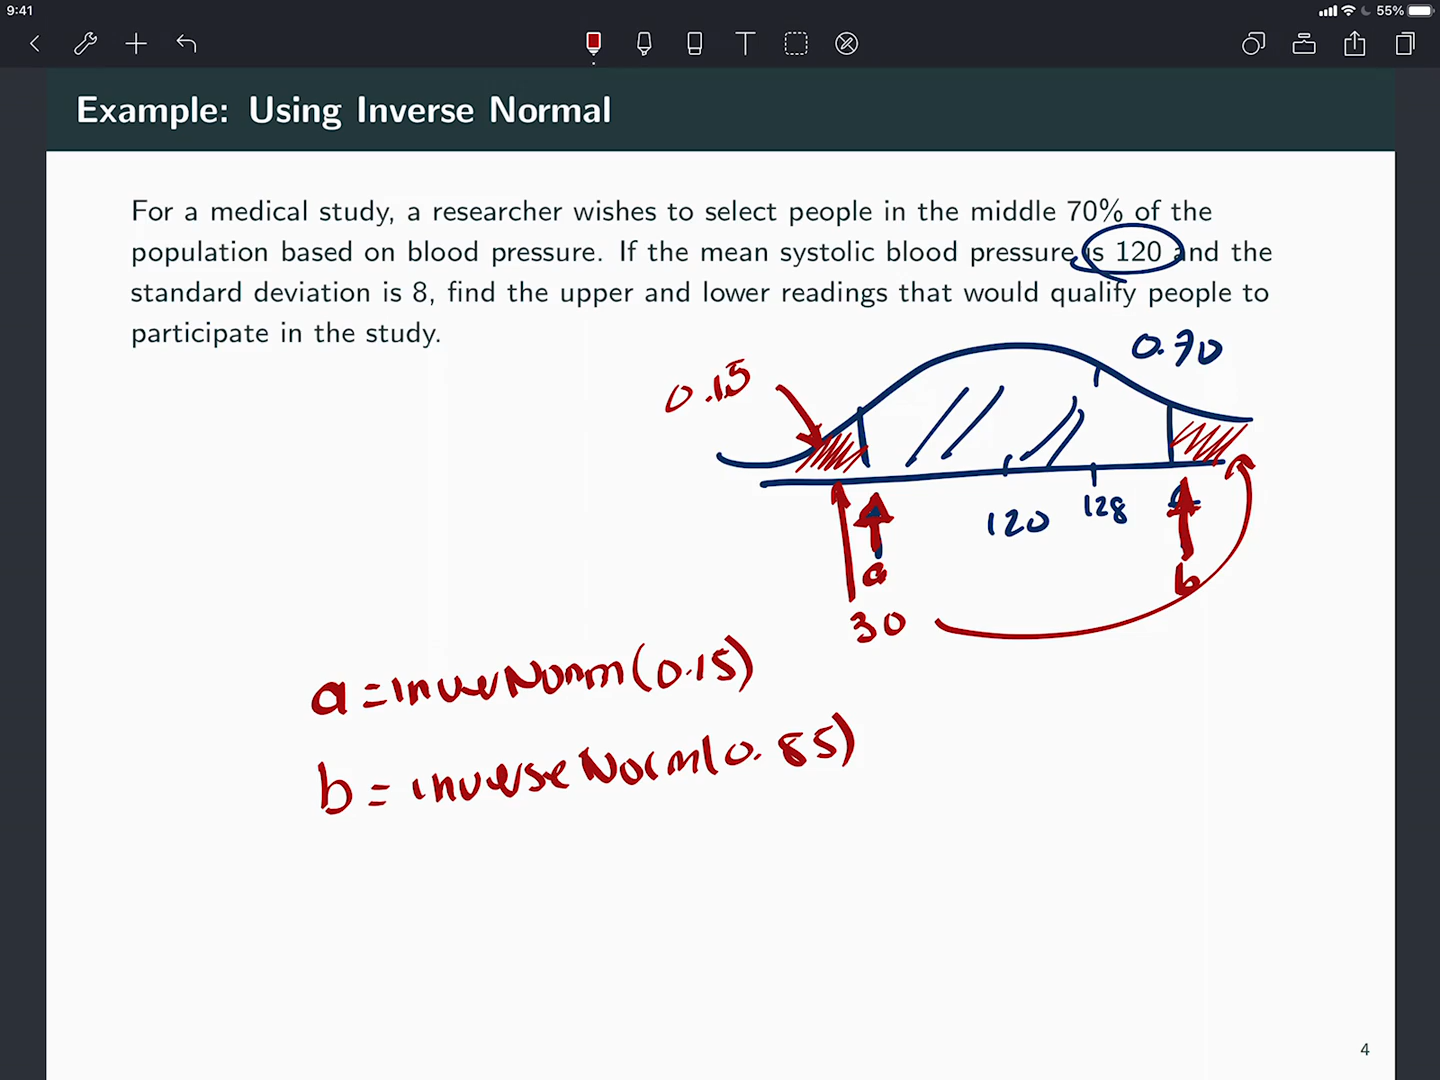 9:41
55%
T
Example: Using Inverse Normal
For a medical study, a researcher wishes to select people in the middle 70% of the
population based on blood pressure. If the mean systolic blood pressure is 120 and the
standard deviation is 8, find the upper and lower readings that would qualify people to
participate in the study.
0.70
0.15
120
128
a
b
30
a = inverNorm(0.15)
b = inverseNorm(0.85)
4